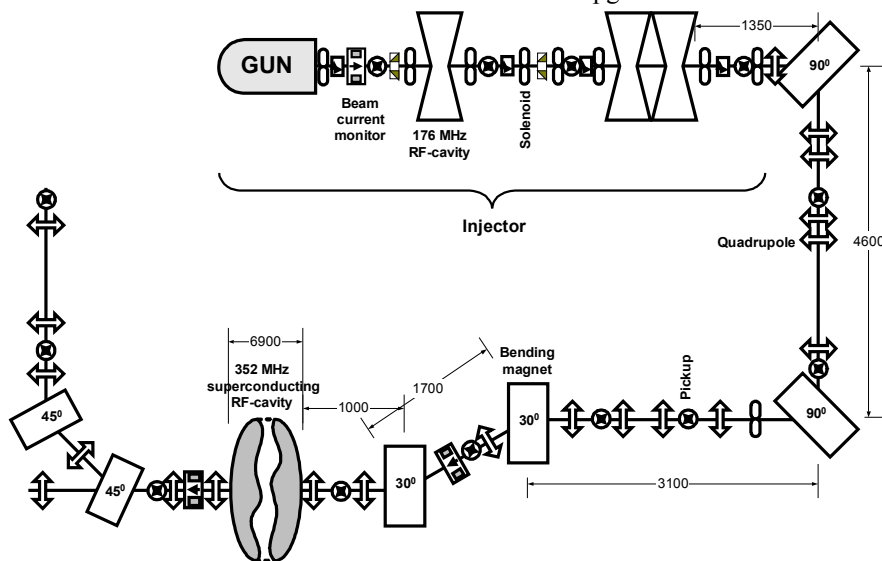 pg
1350
GUN
90⁰
Beam
current
monitor
176 MHz
RF-cavity
Solenoid
Injector
Quadrupole
4600
6900
352 MHz
superconducting
RF-cavity
1000
1700
Bending
magnet
Pickup
45⁰
30⁰
90⁰
45⁰
30⁰
3100